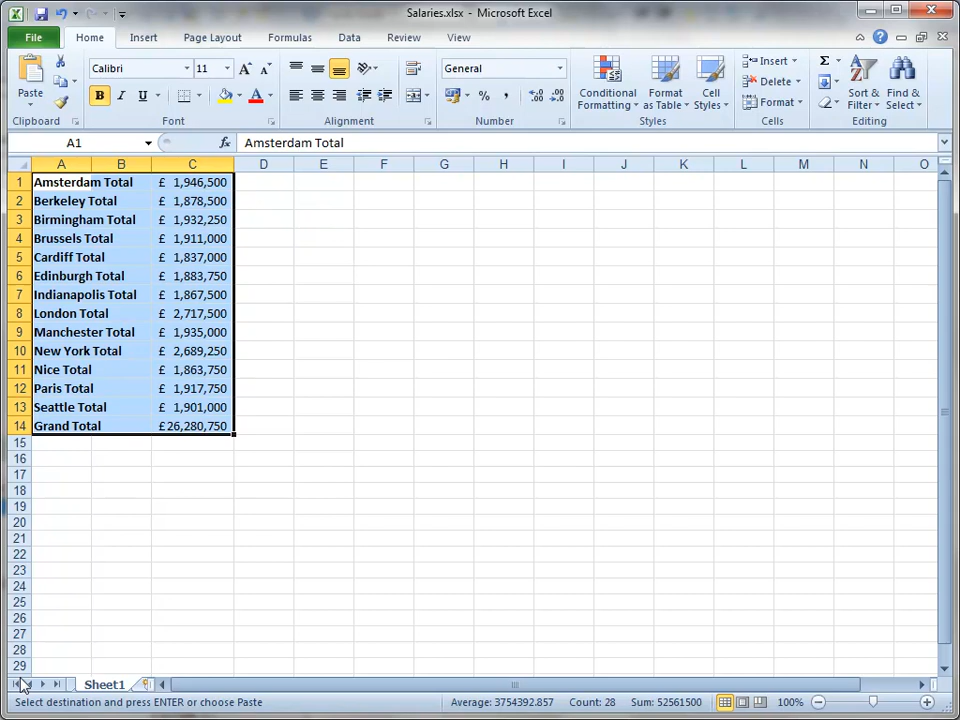 Salaries.xlsx - Microsoft Excel
File Home Insert Page Layout Formulas Data Review View
Calibri 11 General Insert
Paste Conditional Formatting Format as Table Cell Styles Delete Sort & Filter Find & Select
Format
Clipboard Font Alignment Number Styles Cells Editing
A1 fx Amsterdam Total
A B C D E F G H I J K L M N O
1 Amsterdam Total £ 1,946,500
2 Berkeley Total £ 1,878,500
3 Birmingham Total £ 1,932,250
4 Brussels Total £ 1,911,000
5 Cardiff Total £ 1,837,000
6 Edinburgh Total £ 1,883,750
7 Indianapolis Total £ 1,867,500
8 London Total £ 2,717,500
9 Manchester Total £ 1,935,000
10 New York Total £ 2,689,250
11 Nice Total £ 1,863,750
12 Paris Total £ 1,917,750
13 Seattle Total £ 1,901,000
14 Grand Total £26,280,750
15
16
17
18
19
20
21
22
23
24
25
26
27
28
29
Sheet1
Select destination and press ENTER or choose Paste Average: 3754392.857 Count: 28 Sum: 52561500 100%